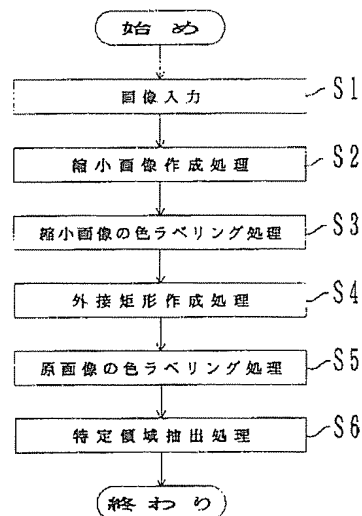 始め
画像入力 S1
縮小画像作成処理 S2
縮小画像の色ラベリング処理 S3
外接矩形作成処理 S4
原画像の色ラベリング処理 S5
特定領域抽出処理 S6
終わり